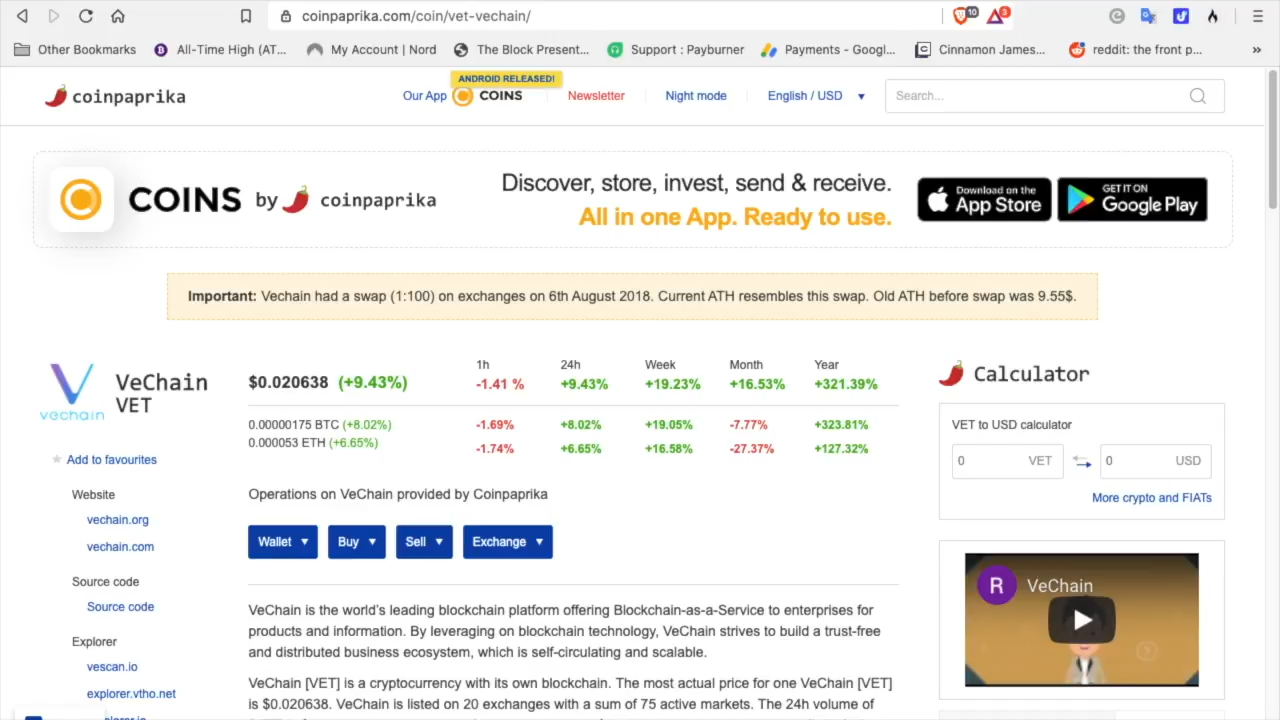 coinpaprika.com/coin/vet-vechain/
10
3
Other Bookmarks
All-Time High (AT...
My Account | Nord
The Block Present...
Support : Payburner
Payments - Googl...
Cinnamon James...
reddit: the front p...
»
ANDROID RELEASED!
coinpaprika
Our App
COINS
Newsletter
Night mode
English / USD
Search...
COINS by coinpaprika
Discover, store, invest, send & receive.
All in one App. Ready to use.
Download on the
App Store
GET IT ON
Google Play
Important: Vechain had a swap (1:100) on exchanges on 6th August 2018. Current ATH resembles this swap. Old ATH before swap was 9.55$.
vechain
VeChain
VET
Add to favourites
Website
vechain.org
vechain.com
Source code
Source code
Explorer
vescan.io
explorer.vtho.net
$0.020638 (+9.43%)
1h 24h Week Month Year
-1.41 % +9.43% +19.23% +16.53% +321.39%
0.00000175 BTC (+8.02%) -1.69% +8.02% +19.05% -7.77% +323.81%
0.000053 ETH (+6.65%) -1.74% +6.65% +16.58% -27.37% +127.32%
Operations on VeChain provided by Coinpaprika
Wallet Buy Sell Exchange
VeChain is the world's leading blockchain platform offering Blockchain-as-a-Service to enterprises for
products and information. By leveraging on blockchain technology, VeChain strives to build a trust-free
and distributed business ecosystem, which is self-circulating and scalable.
VeChain [VET] is a cryptocurrency with its own blockchain. The most actual price for one VeChain [VET]
is $0.020638. VeChain is listed on 20 exchanges with a sum of 75 active markets. The 24h volume of
Calculator
VET to USD calculator
0 VET 0 USD
More crypto and FIATs
R VeChain